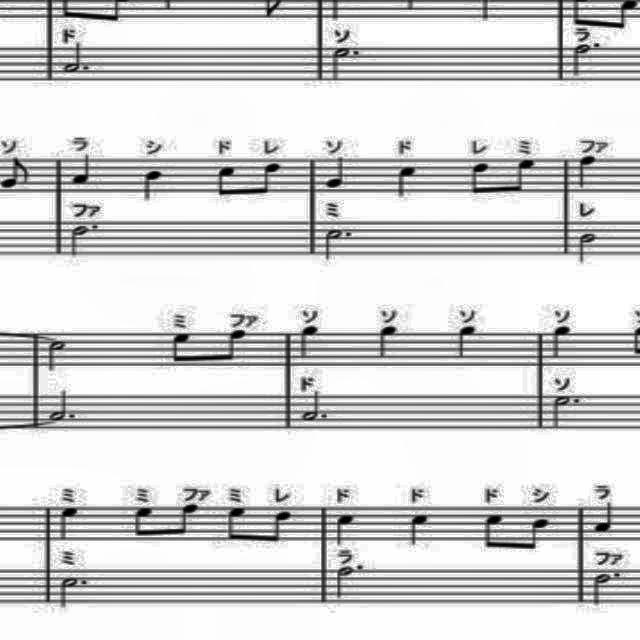 ド ソ ラ
ソ ラ シ ド レ ソ ド レ ミ ファ
ファ ミ レ
ミ ファ ソ ソ ソ ソ
ド ソ
ミ ミ ファ ミ レ ド ド ド シ ラ
ミ ラ ファ